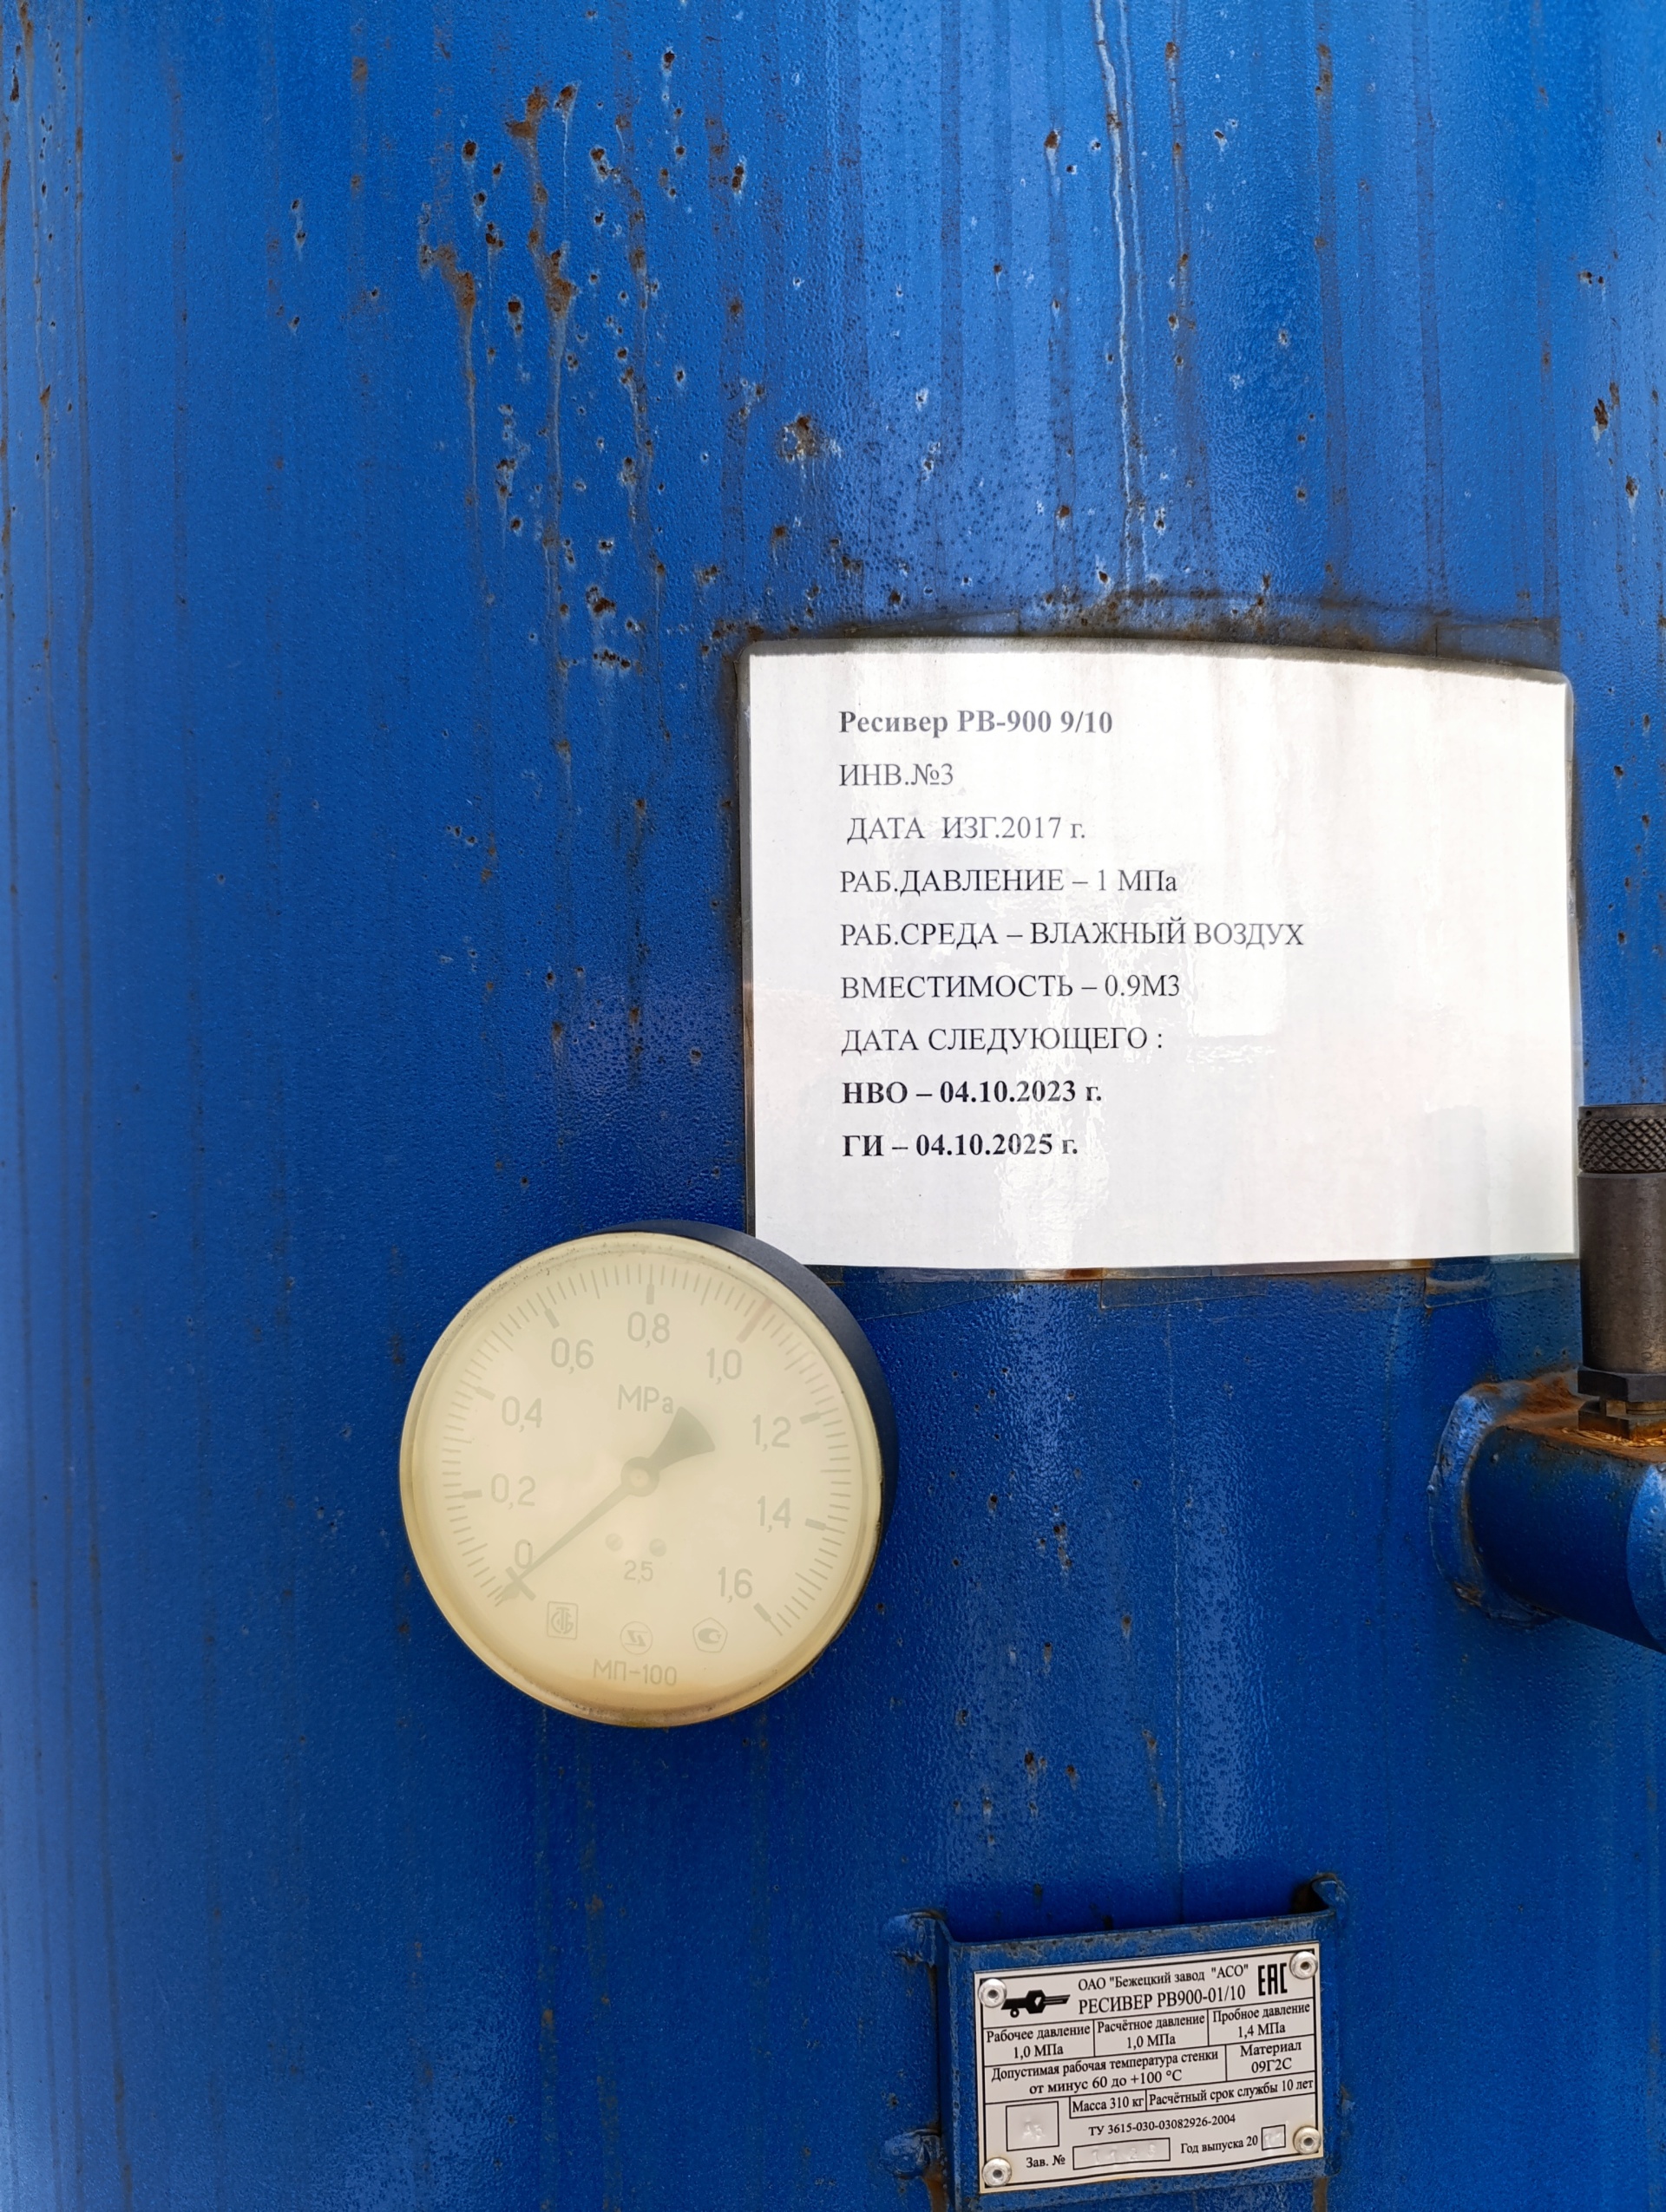 Ресивер РВ-900 9/10
ИНВ.№3
ДАТА ИЗГ.2017 г.
РАБ.ДАВЛЕНИЕ – 1 МПа
РАБ.СРЕДА – ВЛАЖНЫЙ ВОЗДУХ
ВМЕСТИМОСТЬ – 0.9М3
ДАТА СЛЕДУЮЩЕГО :
НВО – 04.10.2023 г.
ГИ – 04.10.2025 г.
0
0,2
0,4
0,6
0,8
1,0
1,2
1,4
1,6
MPa
2,5
МП-100
ОАО "Бежецкий завод "АСО"
EAC
РЕСИВЕР РВ900-01/10
Рабочее давление
1,0 МПа
Расчётное давление
1,0 МПа
Пробное давление
1,4 МПа
Допустимая рабочая температура стенки
от минус 60 до +100 °С
Материал
09Г2С
Масса 310 кг
Расчётный срок службы 10 лет
ТУ 3615-030-03082926-2004
Зав. №
Год выпуска 20